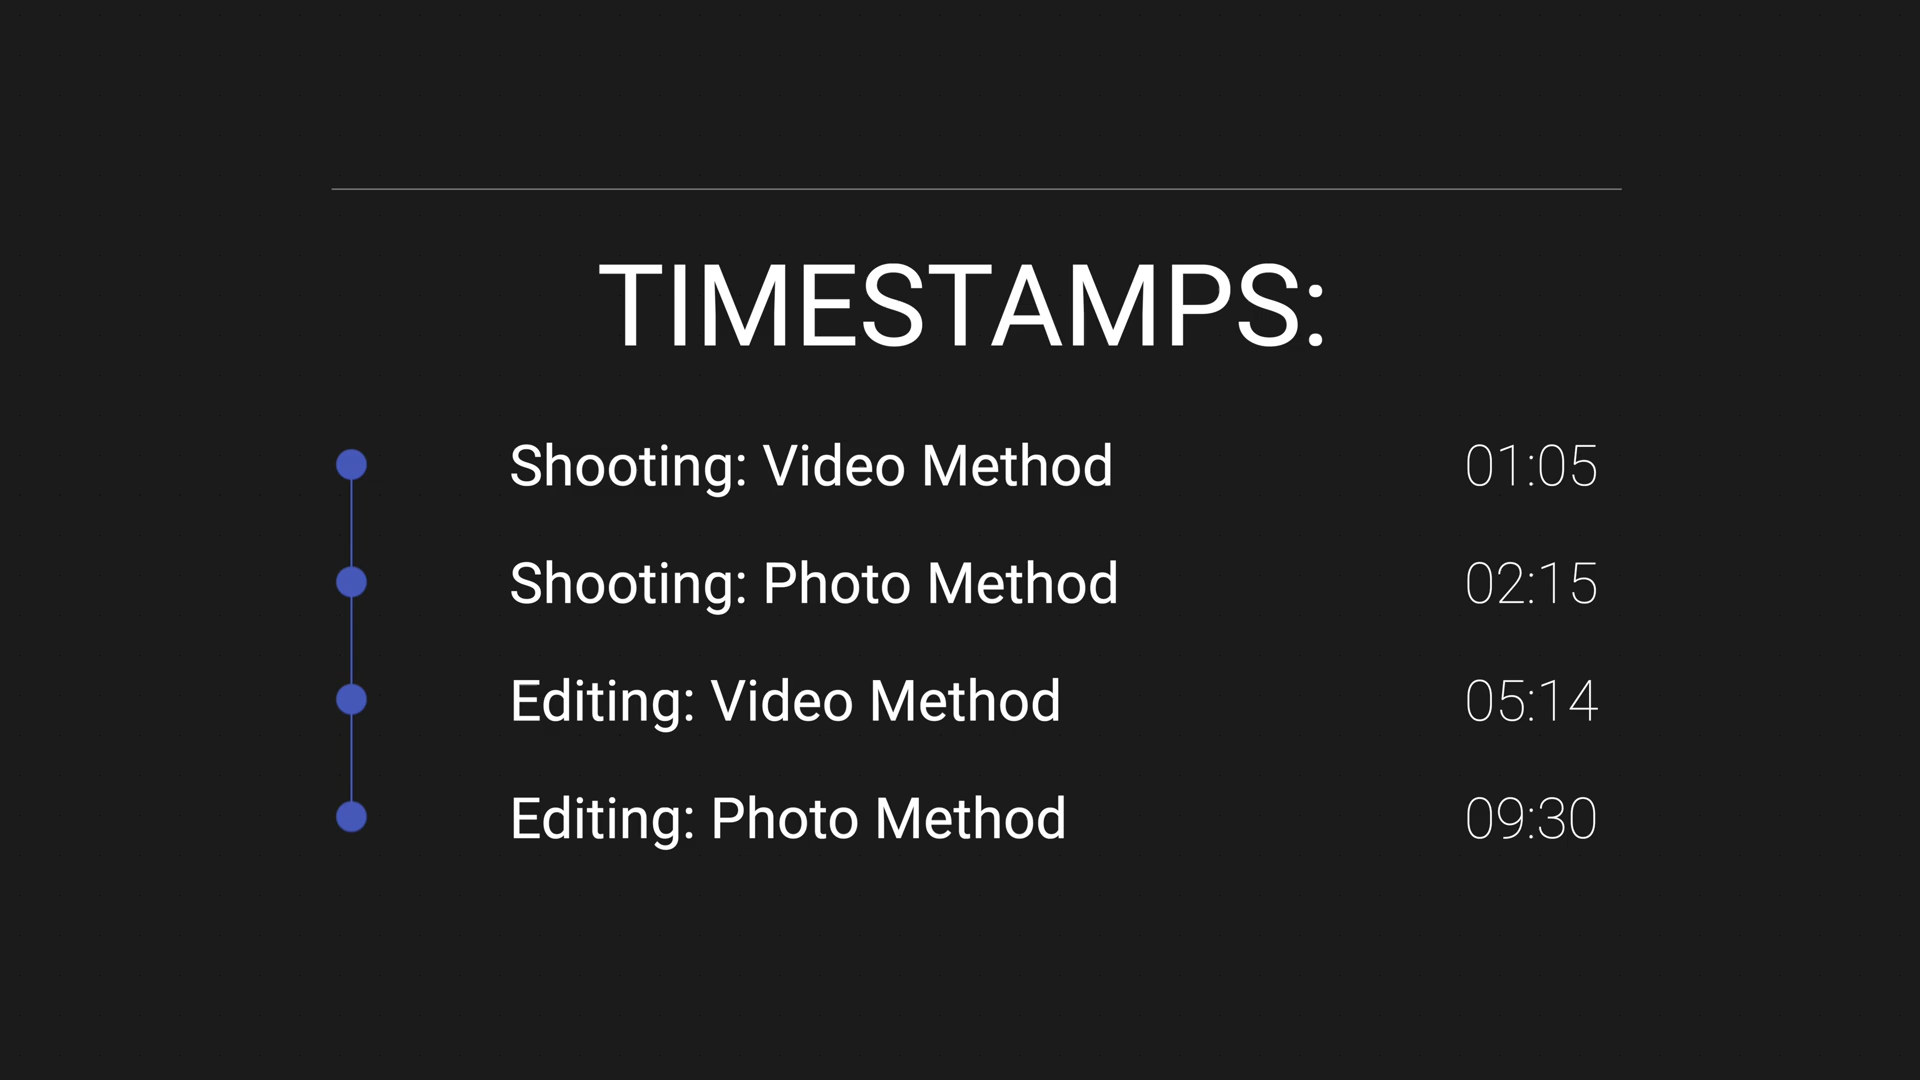 TIMESTAMPS:
Shooting: Video Method 01:05
Shooting: Photo Method 02:15
Editing: Video Method 05:14
Editing: Photo Method 09:30